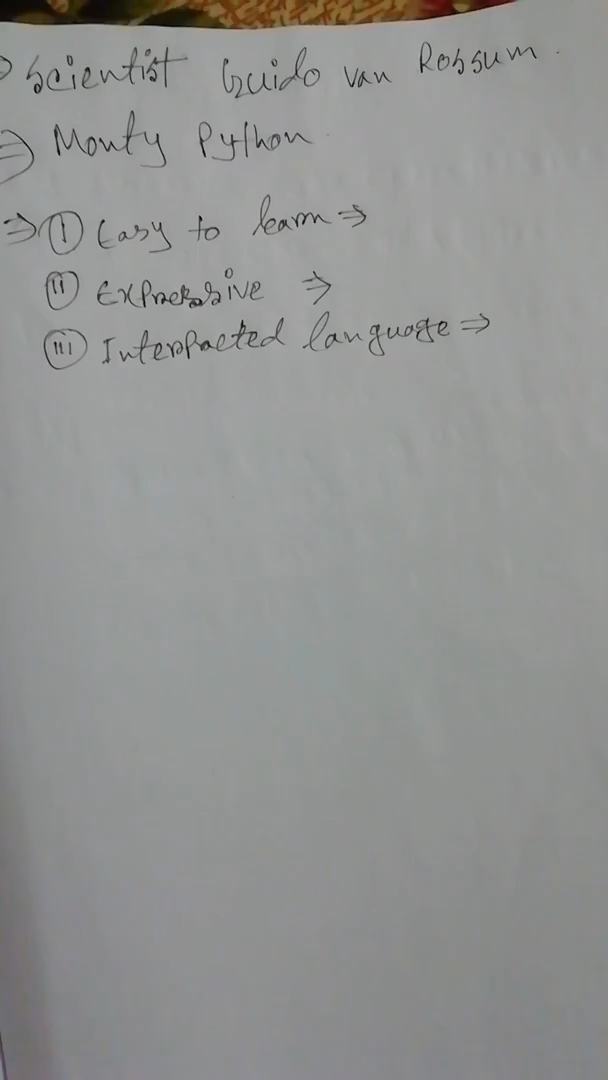 ⇒ Scientist Guido van Rossum.
⇒ Monty Python
⇒ (I) Easy to learn ⇒
(II) Expressive ⇒
(III) Interpreted language ⇒